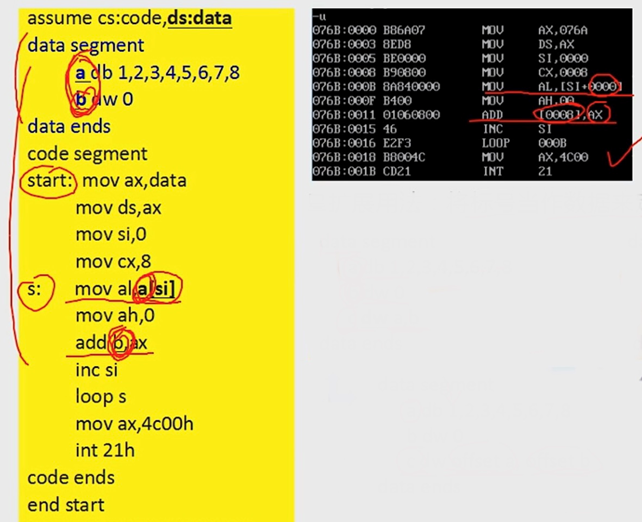 assume cs:code,ds:data
data segment
a db 1,2,3,4,5,6,7,8
b dw 0
data ends
code segment
start: mov ax,data
mov ds,ax
mov si,0
mov cx,8
s: mov al,a[si]
mov ah,0
add b,ax
inc si
loop s
mov ax,4c00h
int 21h
code ends
end start
-u
076B:0000 B86A07 MOV AX,076A
076B:0003 8ED8 MOV DS,AX
076B:0005 BE0000 MOV SI,0000
076B:0008 B90800 MOV CX,0008
076B:000B 8A840000 MOV AL,[SI+0000]
076B:000F B400 MOV AH,00
076B:0011 01060800 ADD [0008],AX
076B:0015 46 INC SI
076B:0016 E2F3 LOOP 000B
076B:0018 B8004C MOV AX,4C00
076B:001B CD21 INT 21